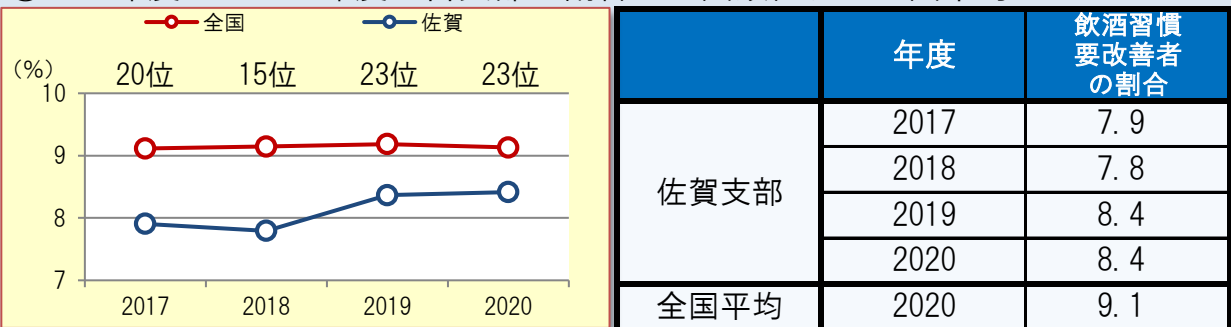 全国 佐賀
(%) 20位 15位 23位 23位
10
9
8
7
2017 2018 2019 2020
年度 飲酒習慣
要改善者
の割合
佐賀支部 2017 7.9
2018 7.8
2019 8.4
2020 8.4
全国平均 2020 9.1